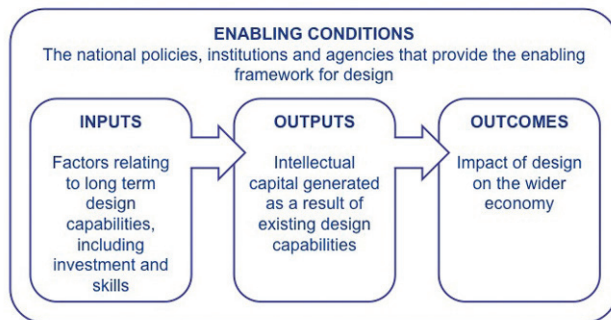 ENABLING CONDITIONS
The national policies, institutions and agencies that provide the enabling
framework for design
INPUTS
Factors relating
to long term
design
capabilities,
including
investment and
skills
OUTPUTS
Intellectual
capital generated
as a result of
existing design
capabilities
OUTCOMES
Impact of design
on the wider
economy